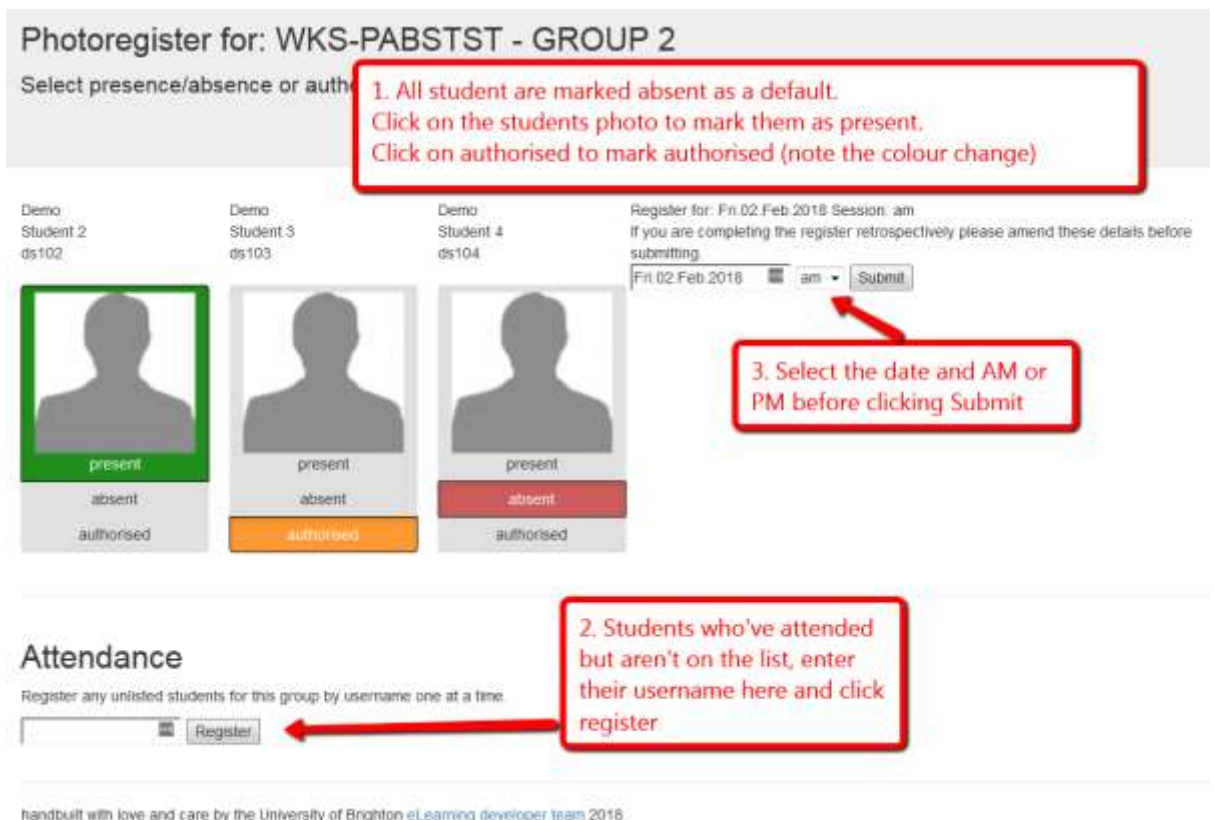 Photoregister for: WKS-PABSTST - GROUP 2
Select presence/absence or
1. All student are marked absent as a default.
Click on the students photo to mark them as present.
Click on authorised to mark authorised (note the colour change)
Demo
Student 2
ds102
Demo
Student 3
ds103
Demo
Student 4
ds104
Register for: Fri.02.Feb.2018 Session: am
If you are completing the register retrospectively please amend these details before
submitting.
Fri.02.Feb.2018 am Submit
3. Select the date and AM or
PM before clicking Submit
present
absent
authorised
present
absent
authorised
present
absent
authorised
2. Students who've attended
but aren't on the list, enter
their username here and click
register
Attendance
Register any unlisted students for this group by username one at a time.
Register
handbuilt with love and care by the University of Brighton eLearning developer team 2018